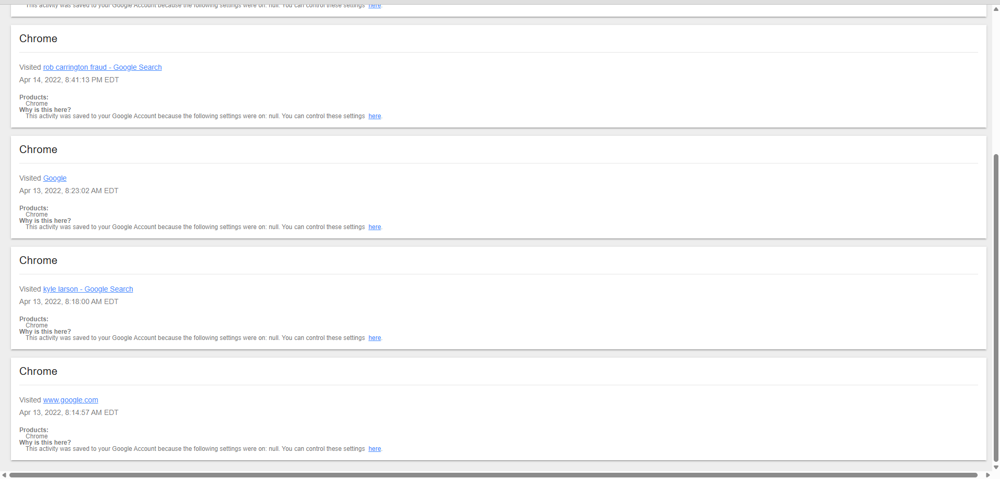 This activity was saved to your Google Account because the following settings were on: null. You can control these settings here.
Chrome
Visited rob carrington fraud - Google Search
Apr 14, 2022, 8:41:13 PM EDT
Products:
Chrome
Why is this here?
This activity was saved to your Google Account because the following settings were on: null. You can control these settings here.
Chrome
Visited Google
Apr 13, 2022, 8:23:02 AM EDT
Products:
Chrome
Why is this here?
This activity was saved to your Google Account because the following settings were on: null. You can control these settings here.
Chrome
Visited kyle larson - Google Search
Apr 13, 2022, 8:18:00 AM EDT
Products:
Chrome
Why is this here?
This activity was saved to your Google Account because the following settings were on: null. You can control these settings here.
Chrome
Visited www.google.com
Apr 13, 2022, 8:14:57 AM EDT
Products:
Chrome
Why is this here?
This activity was saved to your Google Account because the following settings were on: null. You can control these settings here.